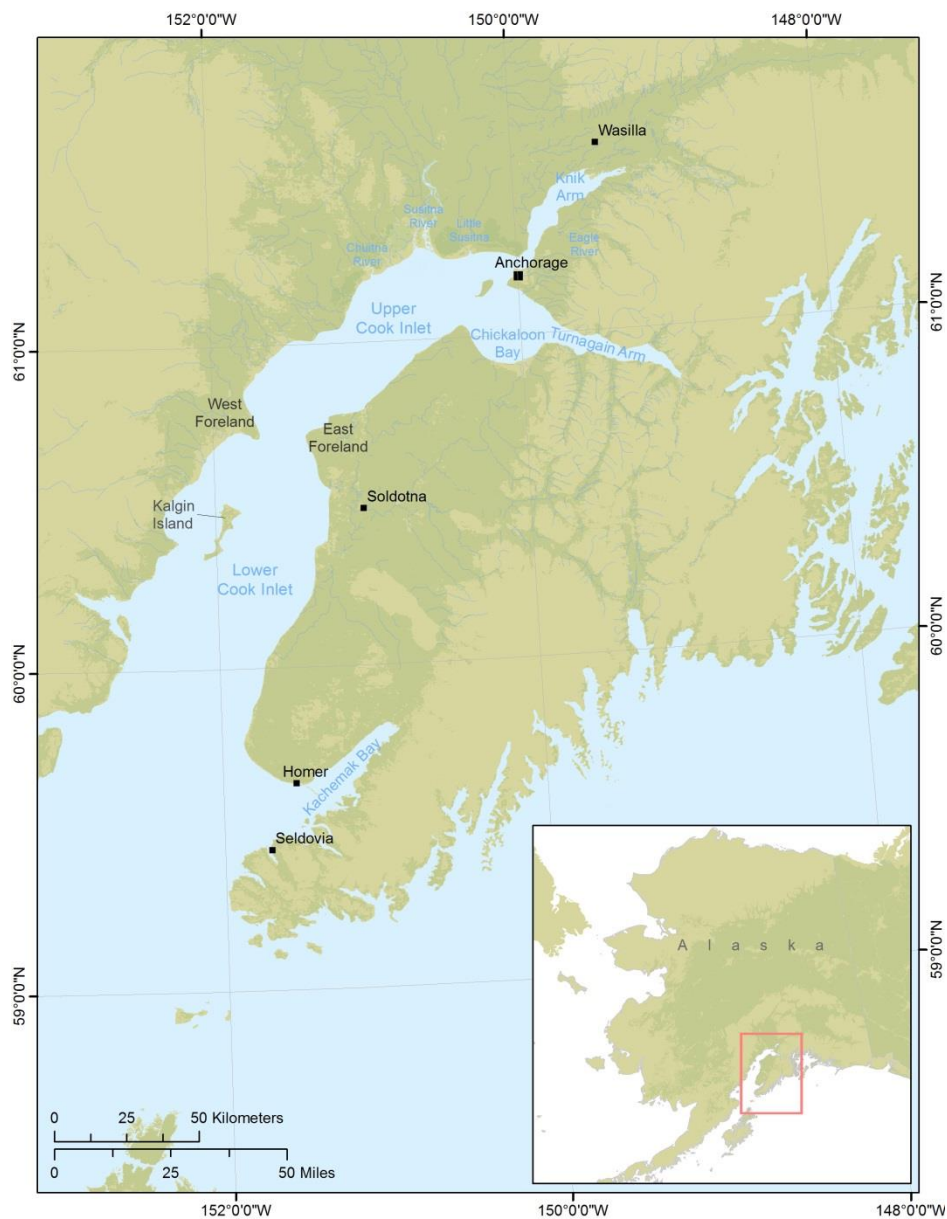 152°0'0"W
150°0'0"W
148°0'0"W
Wasilla
Knik
Arm
Susitna
River
Little
Susitna
Chuitna
River
Eagle
River
Anchorage
61°0'0"N
Upper
Cook Inlet
Chickaloon
Bay
Turnagain Arm
61°0'0"N
West
Foreland
East
Foreland
Soldotna
Kalgin
Island
Lower
Cook Inlet
60°0'0"N
60°0'0"N
Homer
Kachemak Bay
Seldovia
Alaska
59°0'0"N
59°0'0"N
0 25 50 Kilometers
0 25 50 Miles
152°0'0"W
150°0'0"W
148°0'0"W